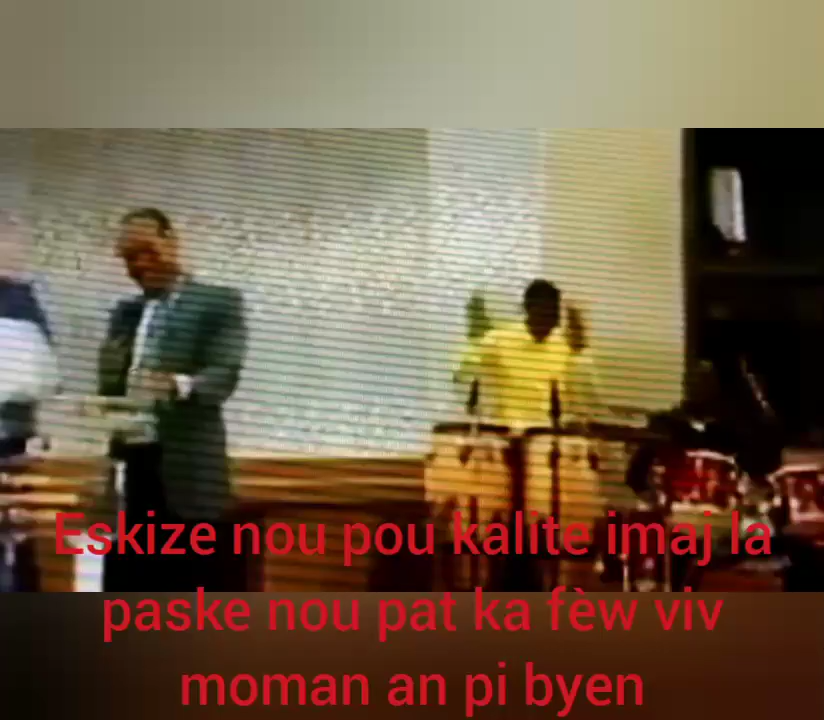 Eskize nou pou kalite imaj la
paske nou pat ka fèw viv
moman an pi byen